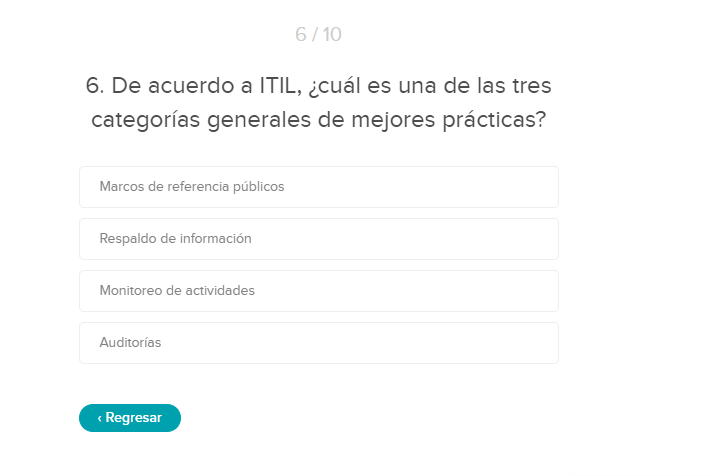 6 / 10
6. De acuerdo a ITIL, ¿cuál es una de las tres
categorías generales de mejores prácticas?
Marcos de referencia públicos
Respaldo de información
Monitoreo de actividades
Auditorías
‹ Regresar